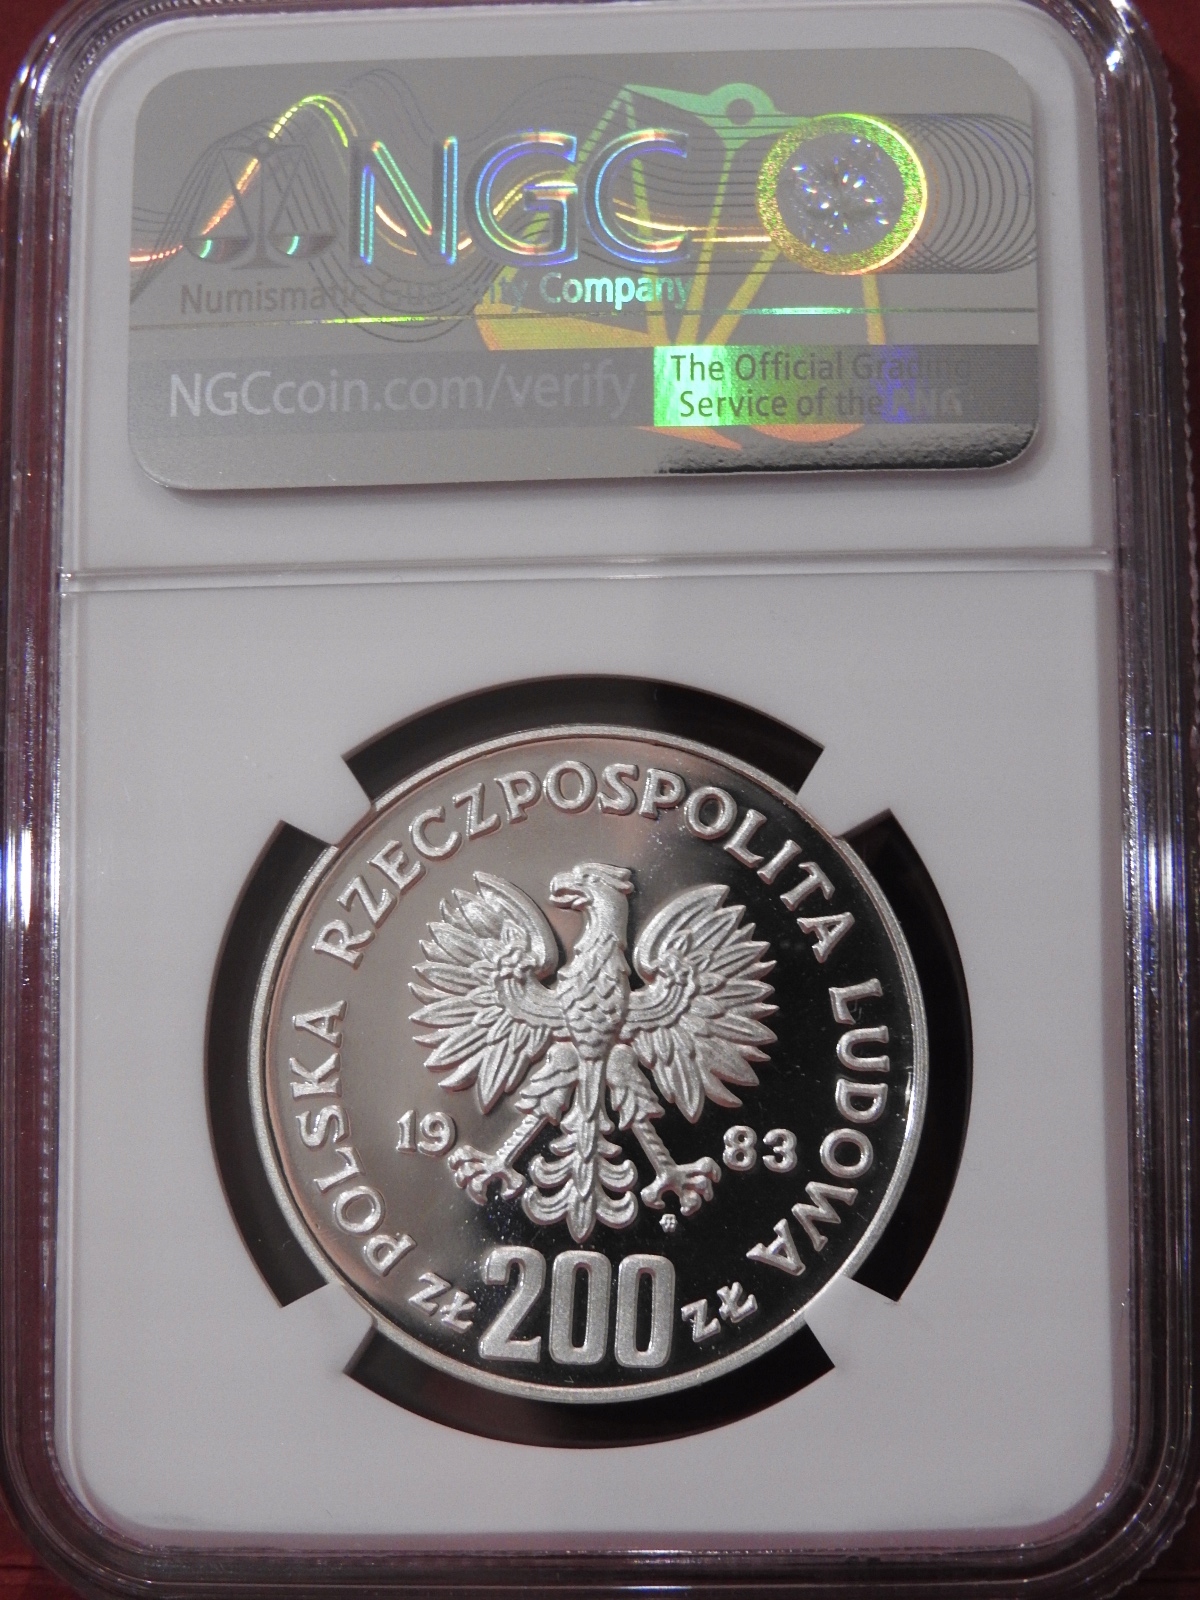 NGC
Numismatic Guaranty Company
NGCcoin.com/verify
The Official Grading
Service of the ANA
POLSKA RZECZPOSPOLITA LUDOWA
19 83
zł 200 zł